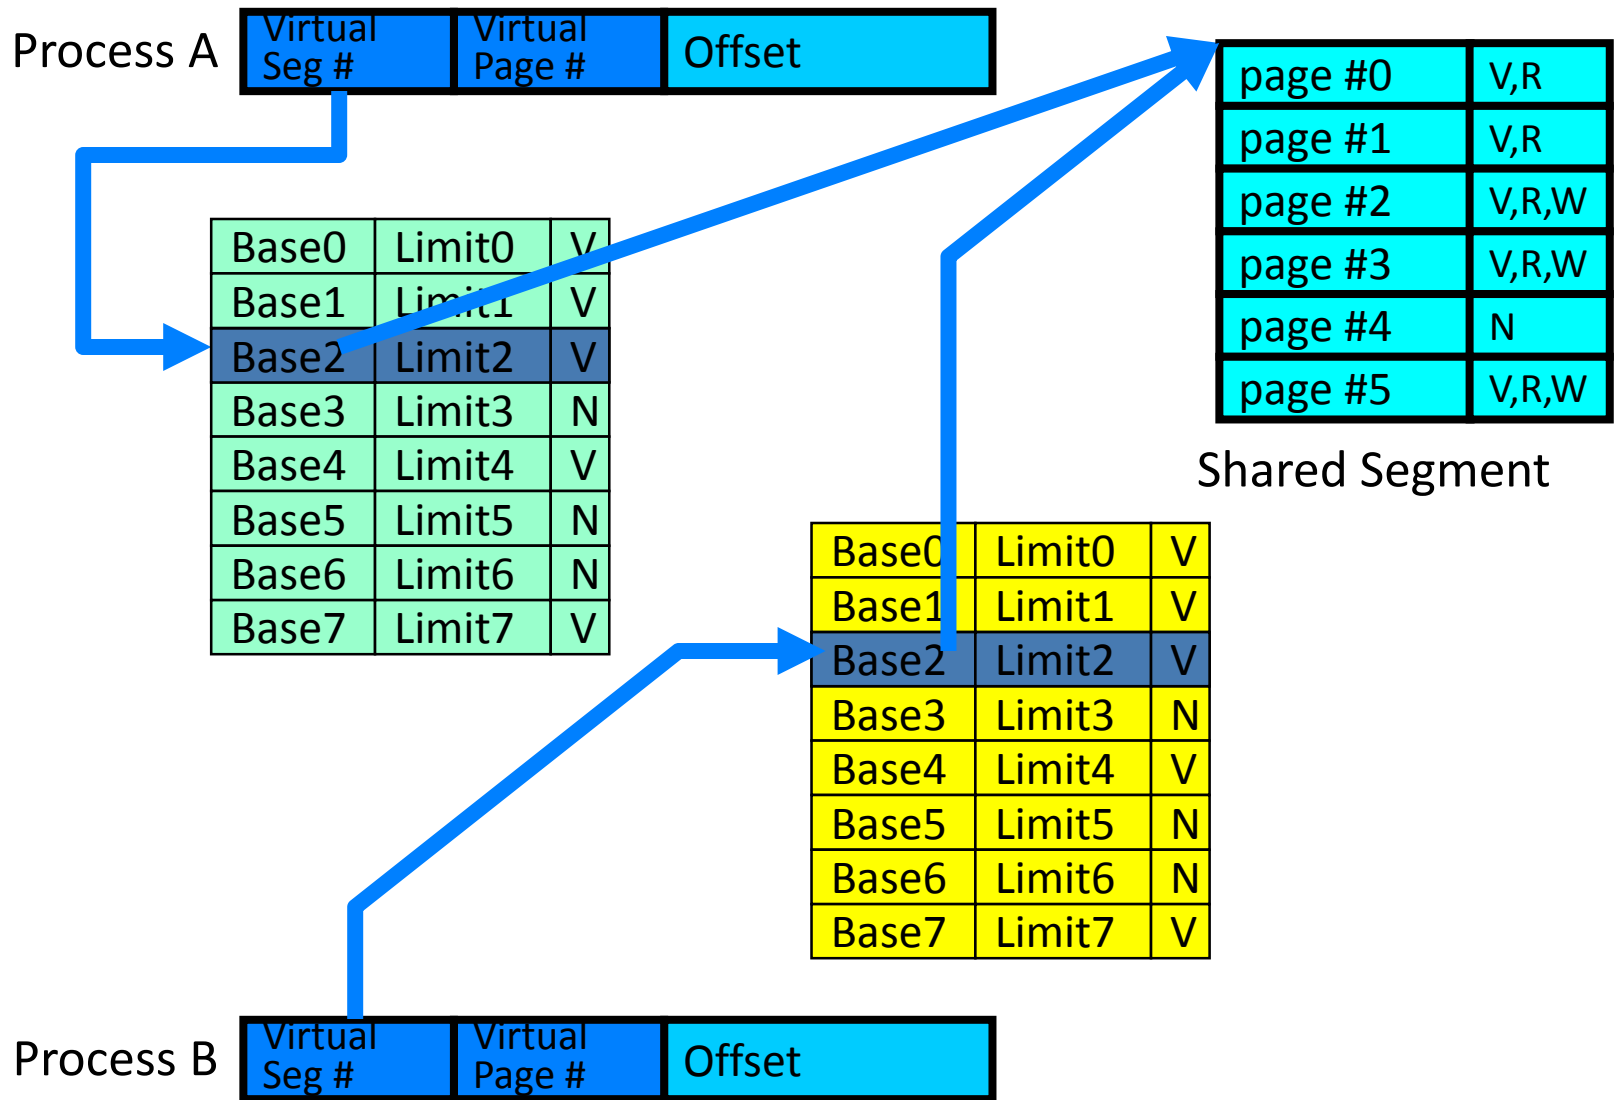 Process A
Virtual Seg # Virtual Page # Offset
page #0 V,R
page #1 V,R
page #2 V,R,W
page #3 V,R,W
page #4 N
page #5 V,R,W
Shared Segment
Base0 Limit0 V
Base1 Limit1 V
Base2 Limit2 V
Base3 Limit3 N
Base4 Limit4 V
Base5 Limit5 N
Base6 Limit6 N
Base7 Limit7 V
Base0 Limit0 V
Base1 Limit1 V
Base2 Limit2 V
Base3 Limit3 N
Base4 Limit4 V
Base5 Limit5 N
Base6 Limit6 N
Base7 Limit7 V
Process B
Virtual Seg # Virtual Page # Offset